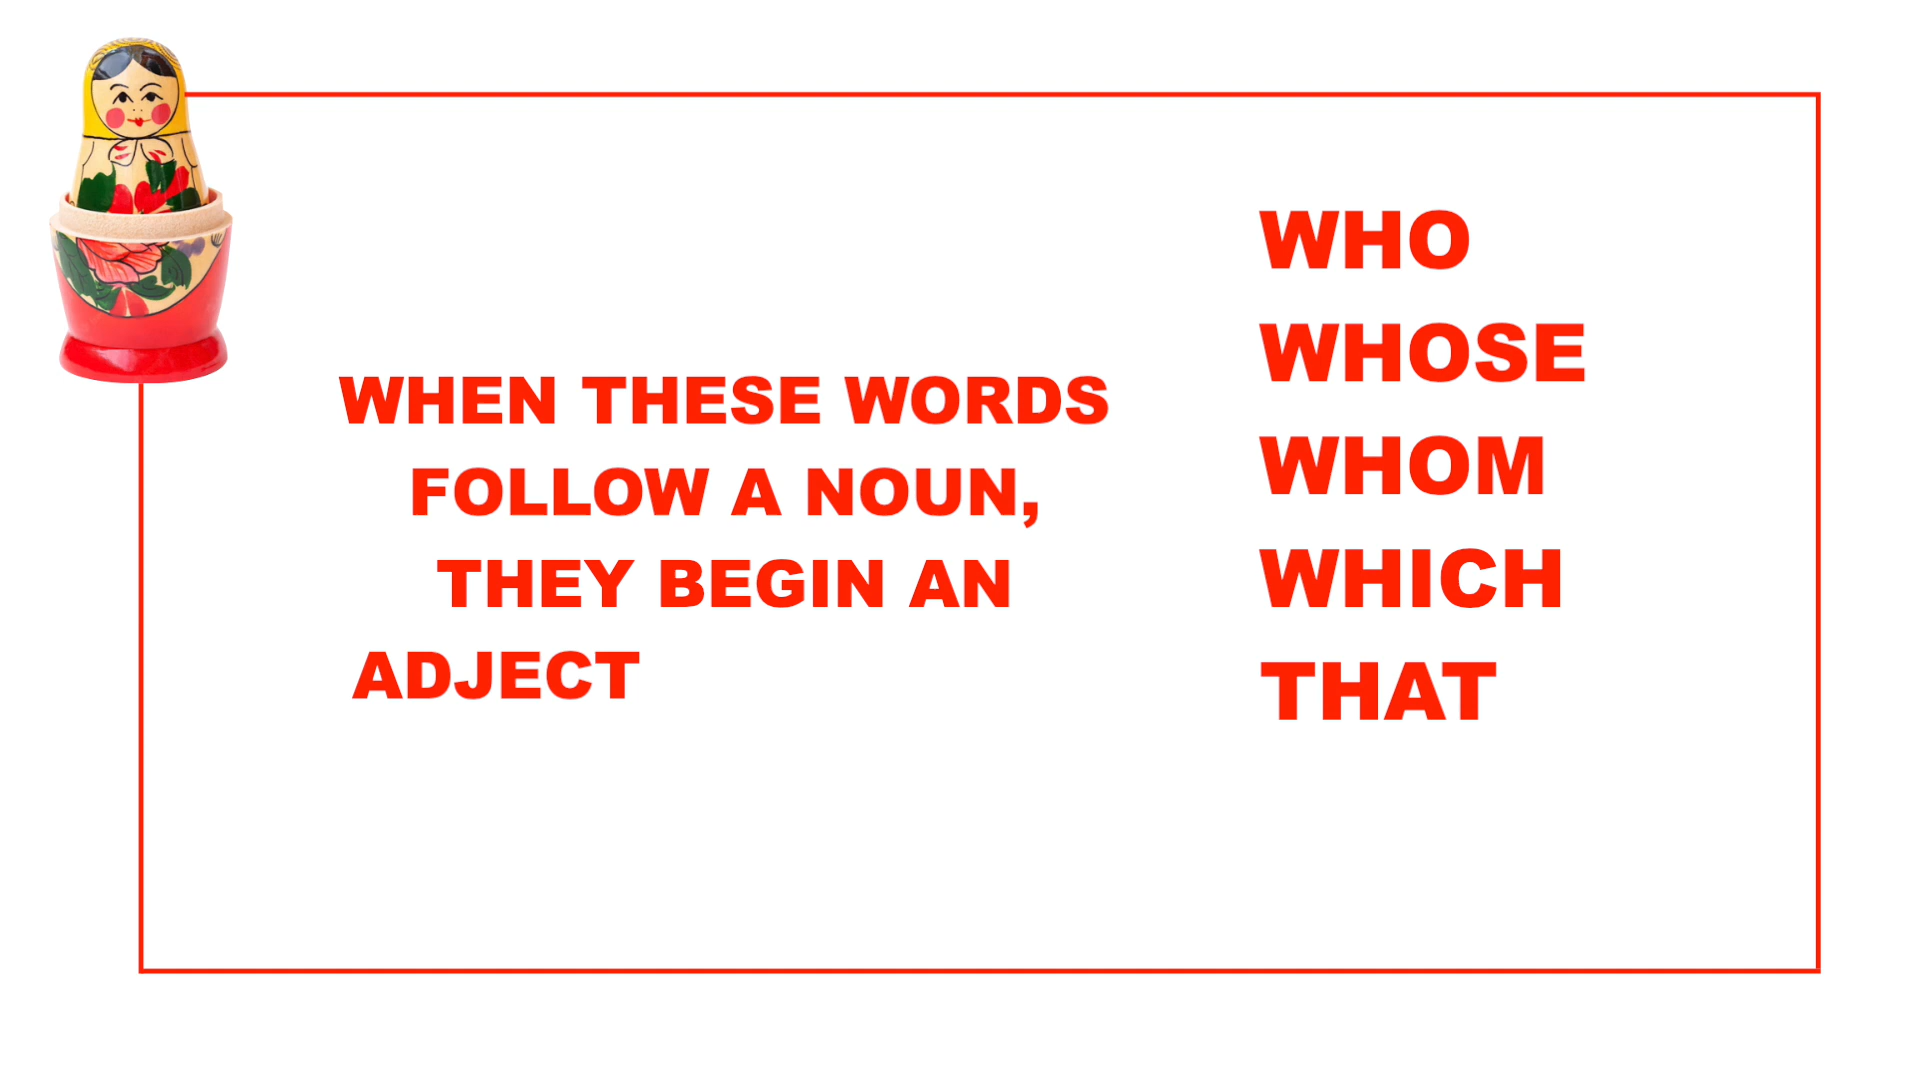 WHEN THESE WORDS
FOLLOW A NOUN,
THEY BEGIN AN
ADJECT
WHO
WHOSE
WHOM
WHICH
THAT